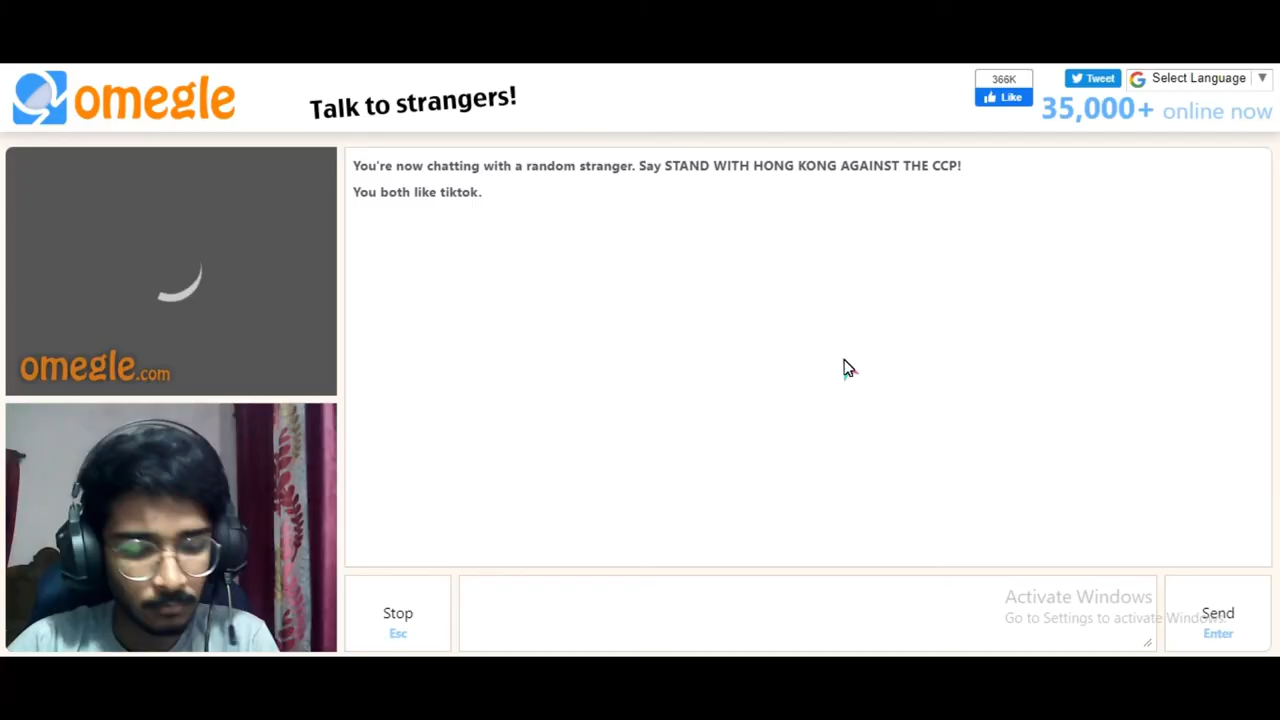 omegle
Talk to strangers!
366K
Like
Tweet
Select Language
35,000+ online now
You're now chatting with a random stranger. Say STAND WITH HONG KONG AGAINST THE CCP!
You both like tiktok.
omegle.com
Stop
Esc
Activate Windows
Go to Settings to activate Windows.
Send
Enter